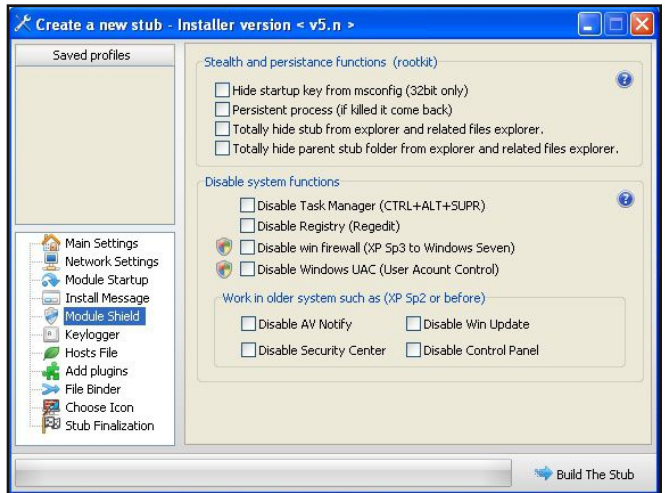 Create a new stub - Installer version < v5.n >
Saved profiles
Main Settings
Network Settings
Module Startup
Install Message
Module Shield
Keylogger
Hosts File
Add plugins
File Binder
Choose Icon
Stub Finalization
Stealth and persistance functions (rootkit)
Hide startup key from msconfig (32bit only)
Persistent process (if killed it come back)
Totally hide stub from explorer and related files explorer.
Totally hide parent stub folder from explorer and related files explorer.
Disable system functions
Disable Task Manager (CTRL+ALT+SUPR)
Disable Registry (Regedit)
Disable win firewall (XP Sp3 to Windows Seven)
Disable Windows UAC (User Acount Control)
Work in older system such as (XP Sp2 or before)
Disable AV Notify
Disable Win Update
Disable Security Center
Disable Control Panel
Build The Stub